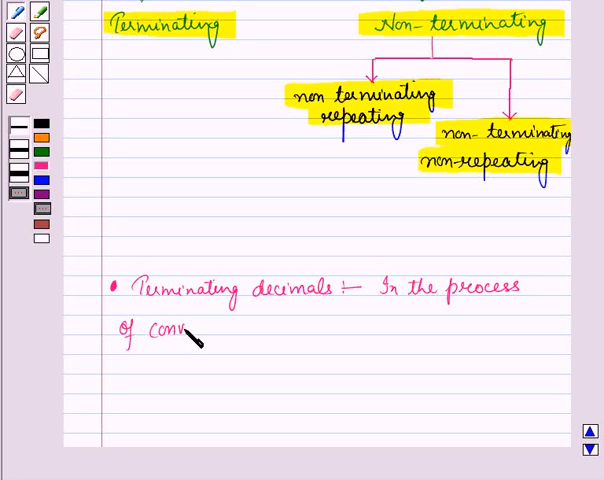 Terminating
Non-terminating
non terminating
repeating
non-terminating
non-repeating
• Terminating decimals :- In the process
of conv